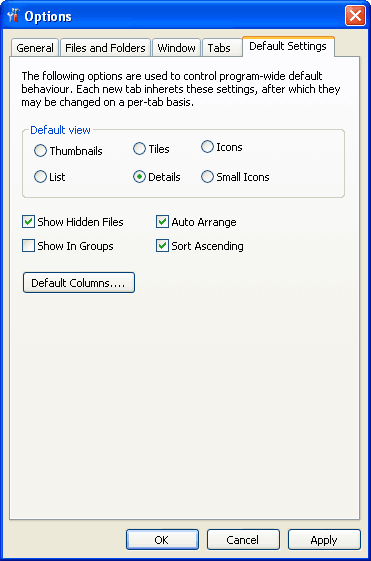 Options
General Files and Folders Window Tabs Default Settings
The following options are used to control program-wide default
behaviour. Each new tab inherets these settings, after which they
may be changed on a per-tab basis.
Default view
Thumbnails Tiles Icons
List Details Small Icons
Show Hidden Files Auto Arrange
Show In Groups Sort Ascending
Default Columns....
OK Cancel Apply